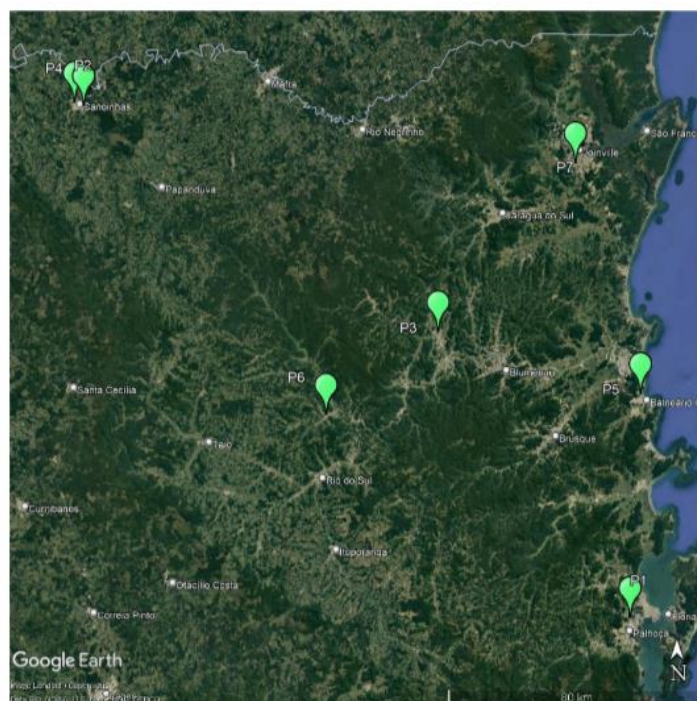 P4
P2
Canoinhas
Mafra
Rio Negrinho
São Franc
Joinville
P7
Papanduva
Jaraguá do Sul
P3
Blumenau
P5
Balneário C
P6
Santa Cecília
Brusque
Taió
Rio do Sul
Curitibanos
Ituporanga
Otacílio Costa
P1
Correia Pinto
Palhoça
Google Earth
N
80 km